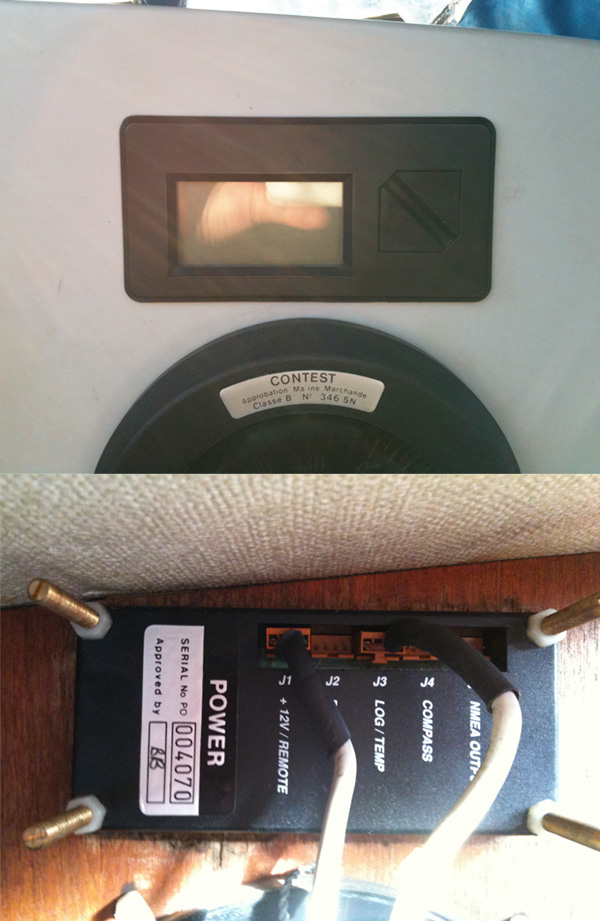 CONTEST
Approbation Marine Marchande
Classe B N° 346 SN
POWER
SERIAL No PO 004070
Approved by
J1 + 12V / REMOTE
J2
J3 LOG / TEMP
J4 COMPASS
NMEA OUTP